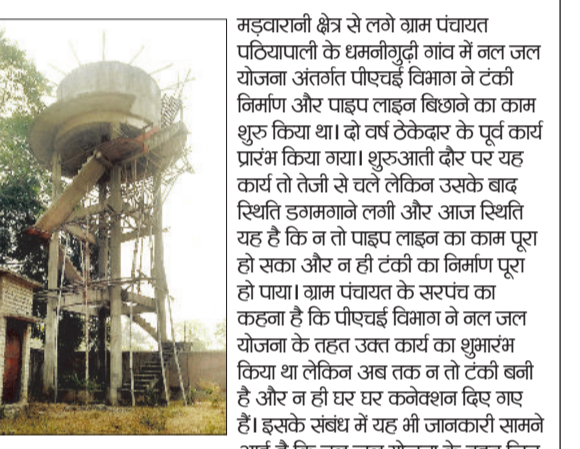 मड़वारानी क्षेत्र से लगे ग्राम पंचायत
पठियापाली के धमनीगुढ़ी गांव में नल जल
योजना अंतर्गत पीएचई विभाग ने टंकी
निर्माण और पाइप लाइन बिछाने का काम
शुरु किया था। दो वर्ष ठेकेदार के पूर्व कार्य
प्रारंभ किया गया। शुरुआती दौर पर यह
कार्य तो तेजी से चले लेकिन उसके बाद
स्थिति डगमगाने लगी और आज स्थिति
यह है कि न तो पाइप लाइन का काम पूरा
हो सका और न ही टंकी का निर्माण पूरा
हो पाया। ग्राम पंचायत के सरपंच का
कहना है कि पीएचई विभाग ने नल जल
योजना के तहत उक्त कार्य का शुभारंभ
किया था लेकिन अब तक न तो टंकी बनी
है और न ही घर घर कनेक्शन दिए गए
हैं। इसके संबंध में यह भी जानकारी सामने